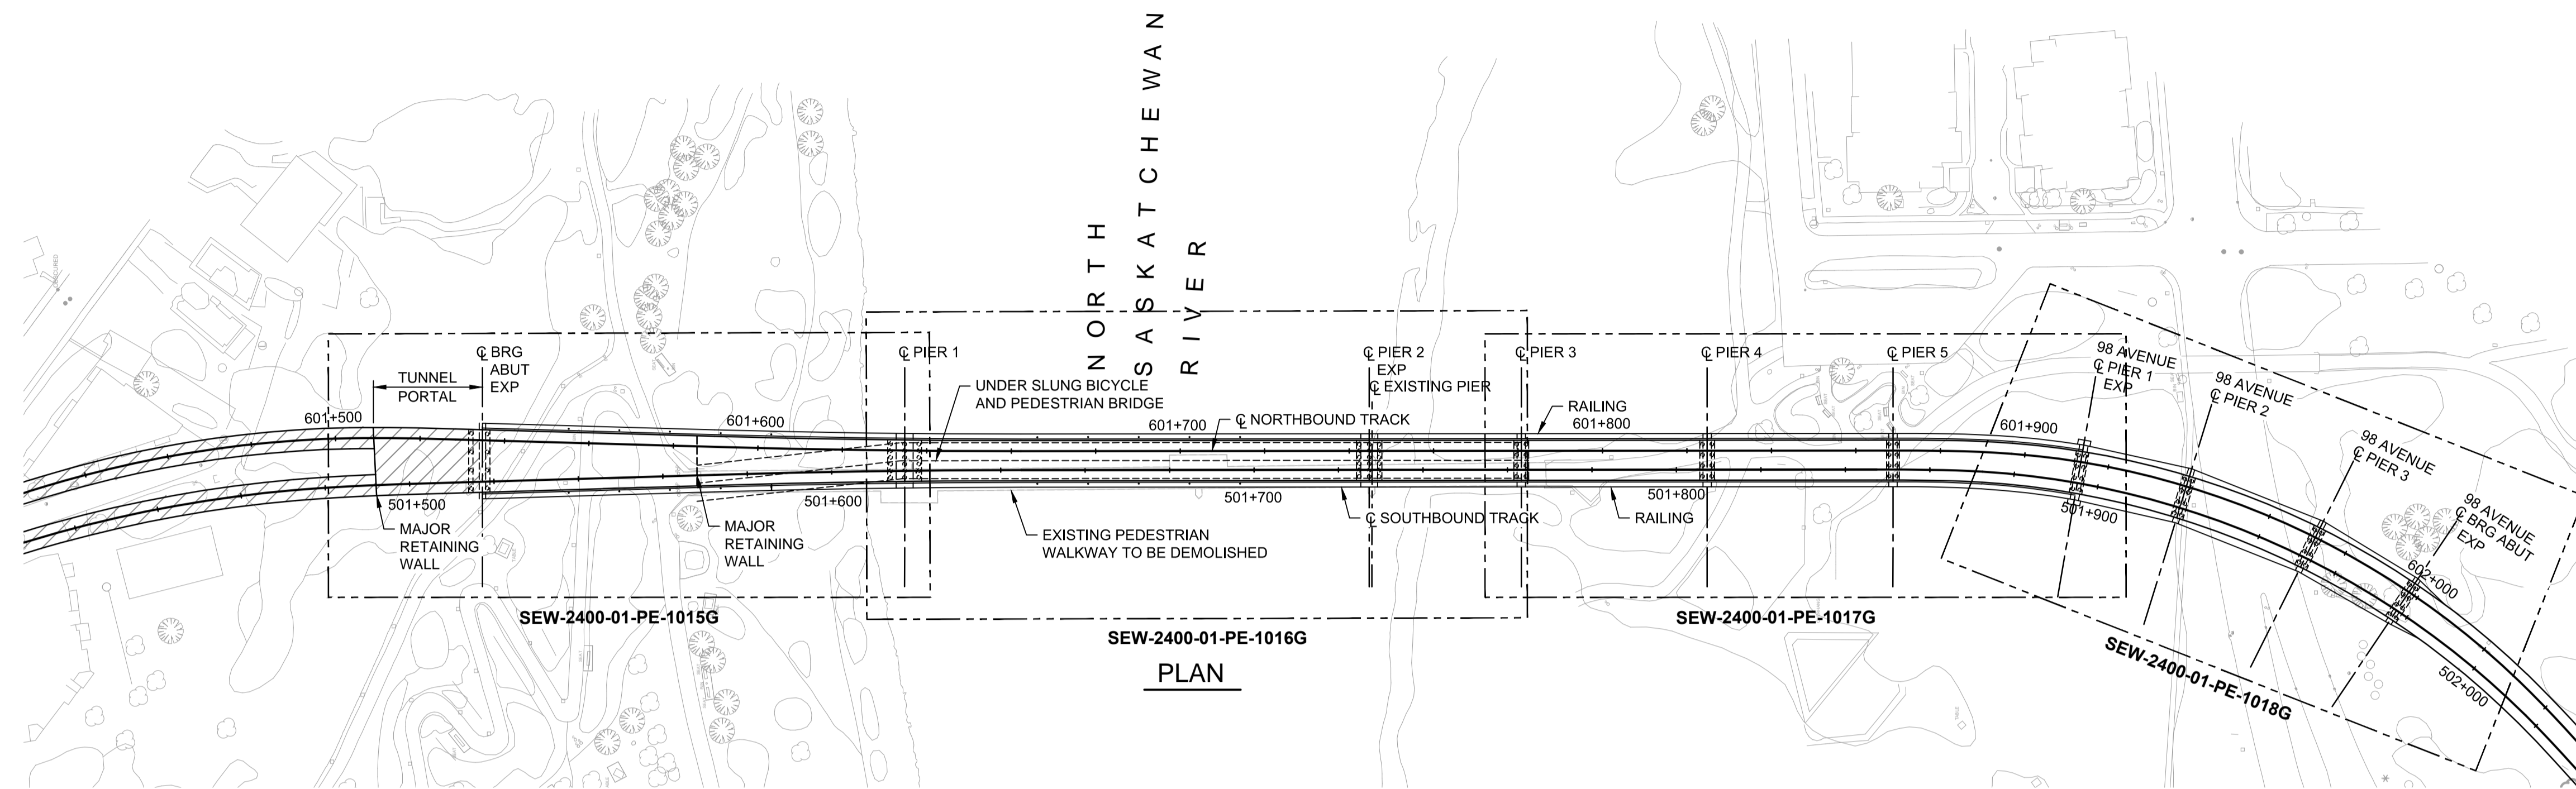 NORTH
SASKATCHEWAN
RIVER
℄ BRG
ABUT
EXP
TUNNEL
PORTAL
601+500
501+500
MAJOR
RETAINING
WALL
601+600
501+600
MAJOR
RETAINING
WALL
℄ PIER 1
UNDER SLUNG BICYCLE
AND PEDESTRIAN BRIDGE
601+700
℄ NORTHBOUND TRACK
501+700
EXISTING PEDESTRIAN
WALKWAY TO BE DEMOLISHED
℄ PIER 2
EXP
℄ EXISTING PIER
℄ SOUTHBOUND TRACK
℄ PIER 3
RAILING
601+800
501+800
RAILING
℄ PIER 4
℄ PIER 5
601+900
501+900
98 AVENUE
℄ PIER 1
EXP
98 AVENUE
℄ PIER 2
98 AVENUE
℄ PIER 3
98 AVENUE
℄ BRG ABUT
EXP
602+000
502+000
SEW-2400-01-PE-1015G
SEW-2400-01-PE-1016G
SEW-2400-01-PE-1017G
SEW-2400-01-PE-1018G
PLAN